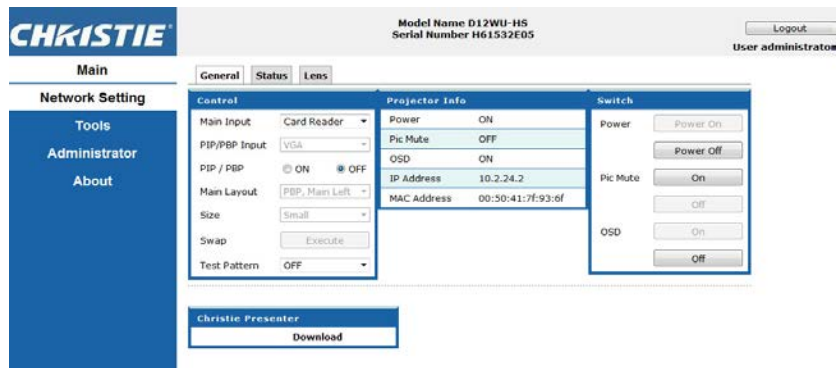 CHRISTIE
Model Name D12WU-HS
Serial Number H61532E05
Logout
User administrator
Main
Network Setting
Tools
Administrator
About
General Status Lens
Control
Main Input Card Reader
PIP/PBP Input VGA
PIP / PBP ON OFF
Main Layout PBP, Main Left
Size Small
Swap Execute
Test Pattern OFF
Projector Info
Power ON
Pic Mute OFF
OSD ON
IP Address 10.2.24.2
MAC Address 00:50:41:7f:93:6f
Switch
Power Power On
Power Off
Pic Mute On
Off
OSD On
Off
Christie Presenter
Download